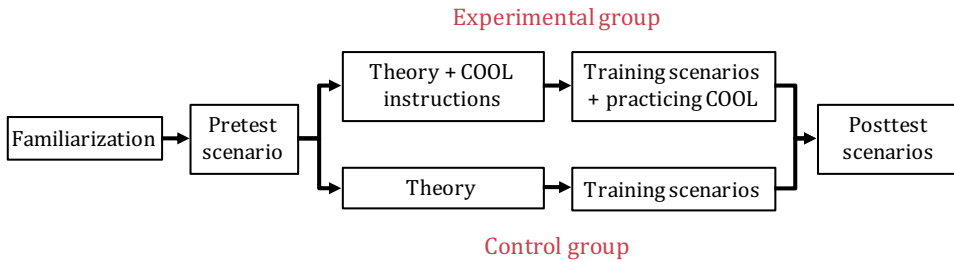 Experimental group
Familiarization
Pretest
scenario
Theory + COOL
instructions
Training scenarios
+ practicing COOL
Theory
Training scenarios
Posttest
scenarios
Control group